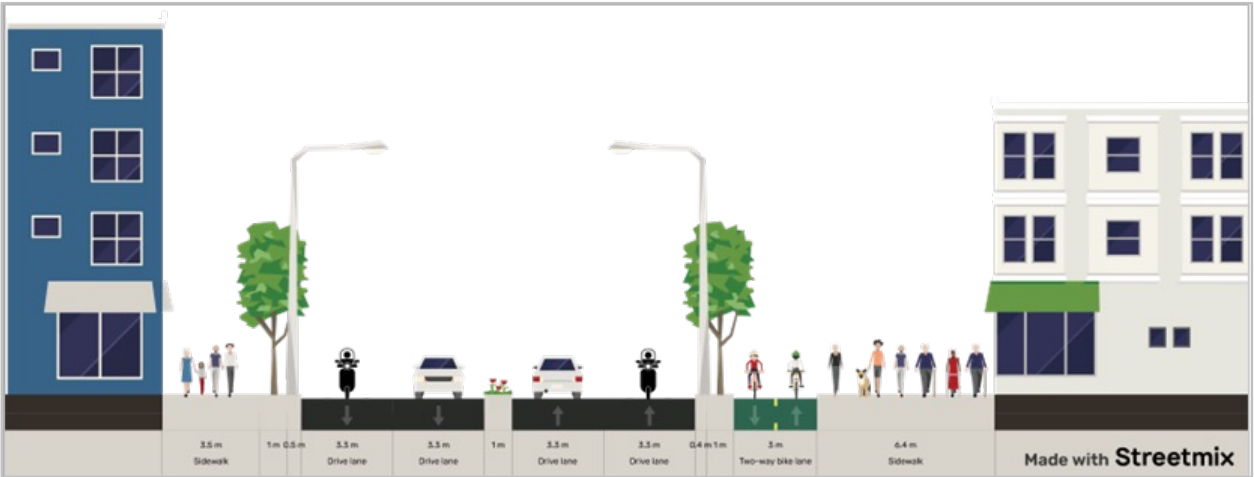 3.5 m
Sidewalk
1 m
0.5 m
3.3 m
Drive lane
3.3 m
Drive lane
1 m
3.3 m
Drive lane
3.3 m
Drive lane
0.4 m
1 m
3 m
Two-way bike lane
6.4 m
Sidewalk
Made with Streetmix